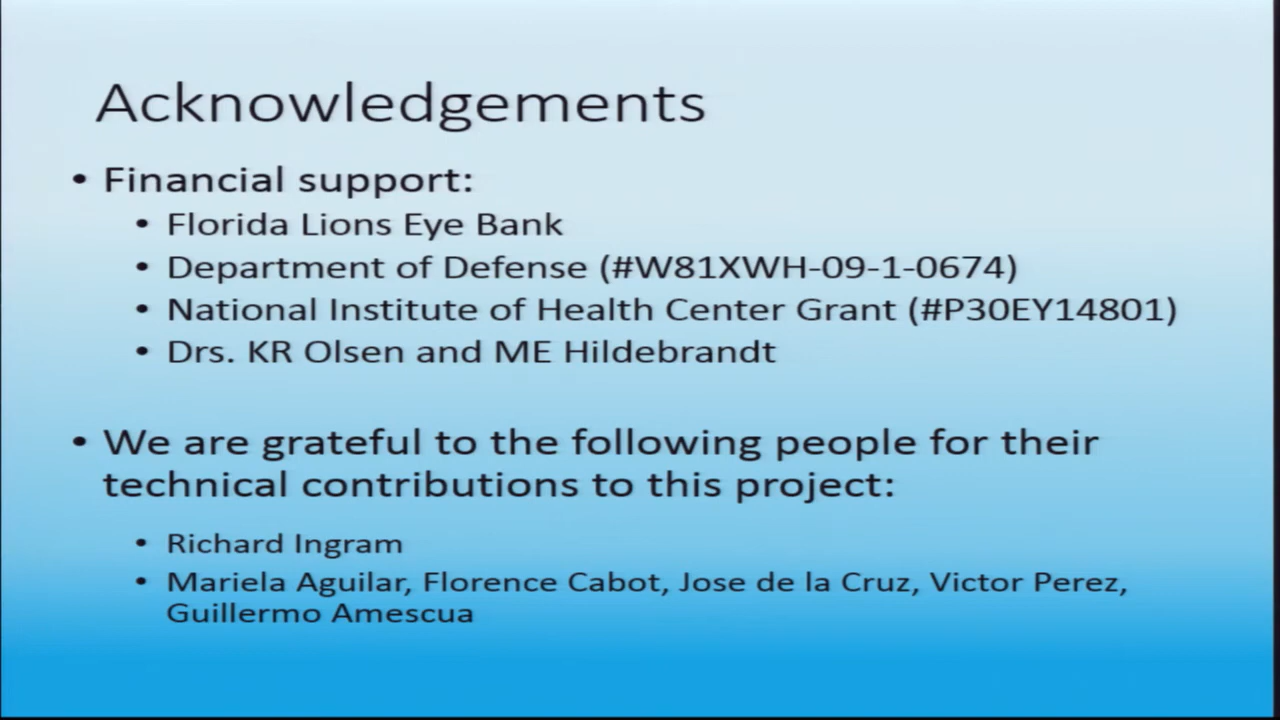 Acknowledgements
• Financial support:
• Florida Lions Eye Bank
• Department of Defense (#W81XWH-09-1-0674)
• National Institute of Health Center Grant (#P30EY14801)
• Drs. KR Olsen and ME Hildebrandt
• We are grateful to the following people for their
technical contributions to this project:
• Richard Ingram
• Mariela Aguilar, Florence Cabot, Jose de la Cruz, Victor Perez,
Guillermo Amescua